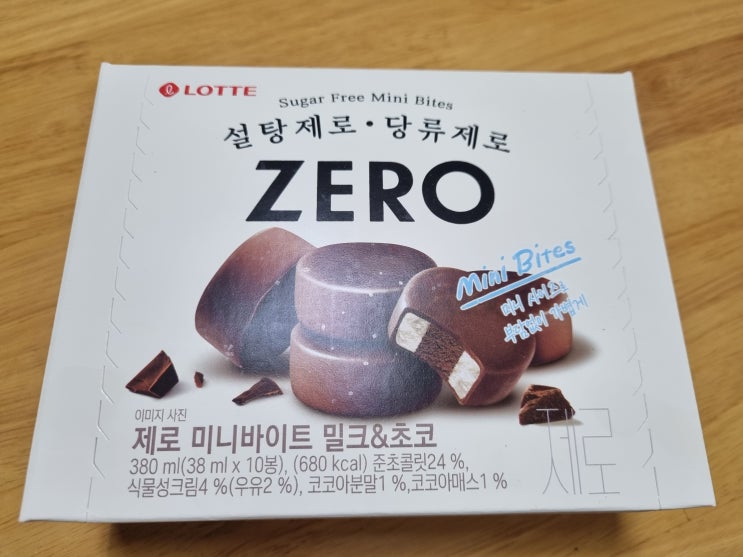 LOTTE
Sugar Free Mini Bites
설탕제로·당류제로
ZERO
Mini Bites
미니 사이즈로
부담없이 가볍게
이미지 사진
제로 미니바이트 밀크&초코
380 ml(38 ml x 10봉), (680 kcal) 준초콜릿24 %,
식물성크림4 %(우유2 %), 코코아분말1 %,코코아매스1 %
제로